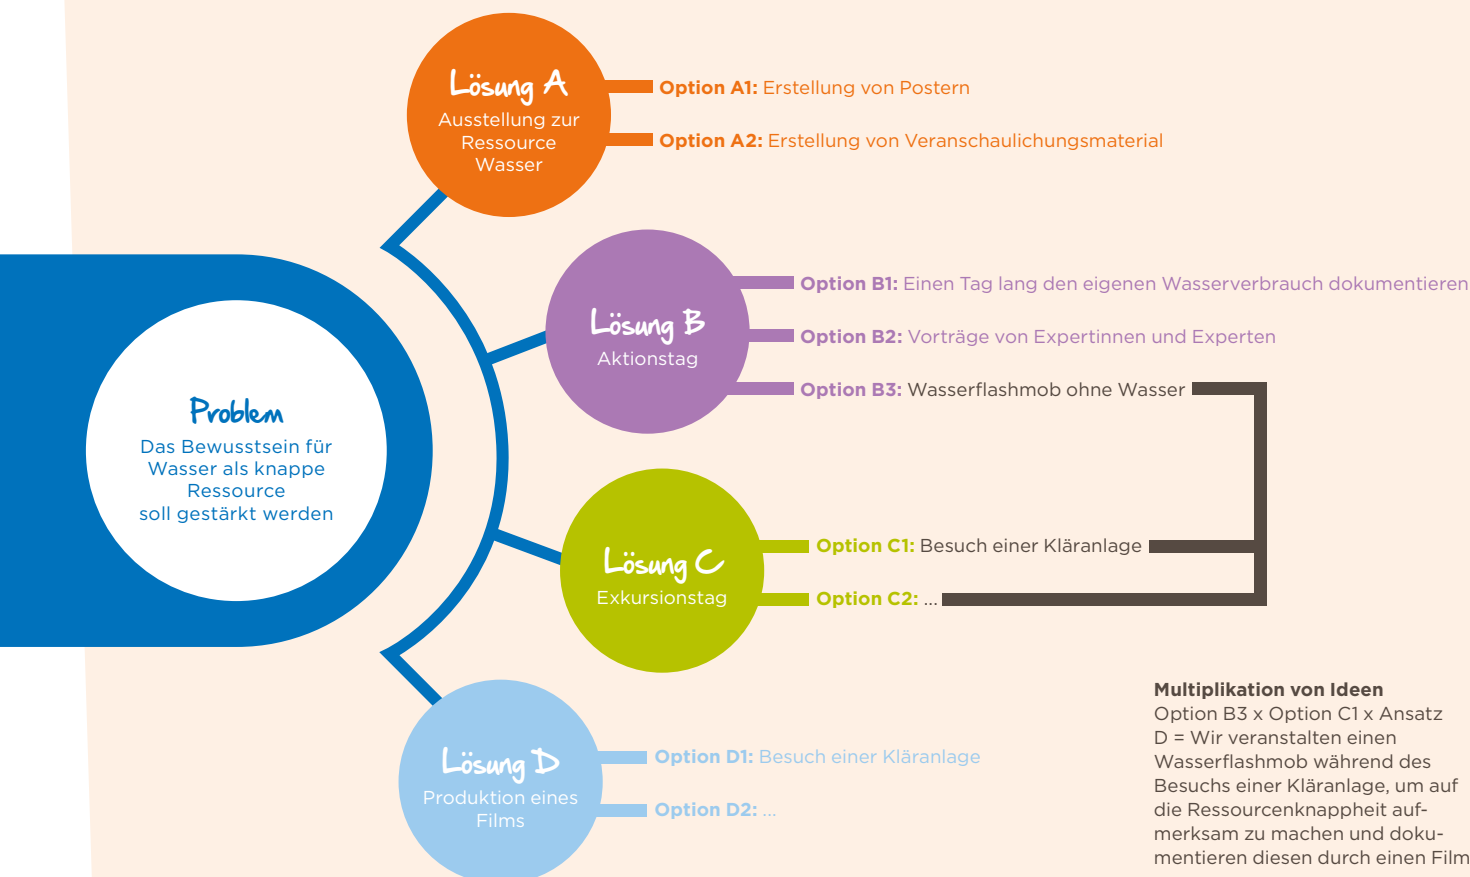 Lösung A
Ausstellung zur
Ressource
Wasser
Option A1: Erstellung von Postern
Option A2: Erstellung von Veranschaulichungsmaterial
Lösung B
Aktionstag
Option B1: Einen Tag lang den eigenen Wasserverbrauch dokumentieren
Option B2: Vorträge von Expertinnen und Experten
Option B3: Wasserflashmob ohne Wasser
Problem
Das Bewusstsein für
Wasser als knappe
Ressource
soll gestärkt werden
Lösung C
Exkursionstag
Option C1: Besuch einer Kläranlage
Option C2: ...
Lösung D
Produktion eines
Films
Option D1: Besuch einer Kläranlage
Option D2: ...
Multiplikation von Ideen
Option B3 x Option C1 x Ansatz
D = Wir veranstalten einen
Wasserflashmob während des
Besuchs einer Kläranlage, um auf
die Ressourcenknappheit auf-
merksam zu machen und doku-
mentieren diesen durch einen Film